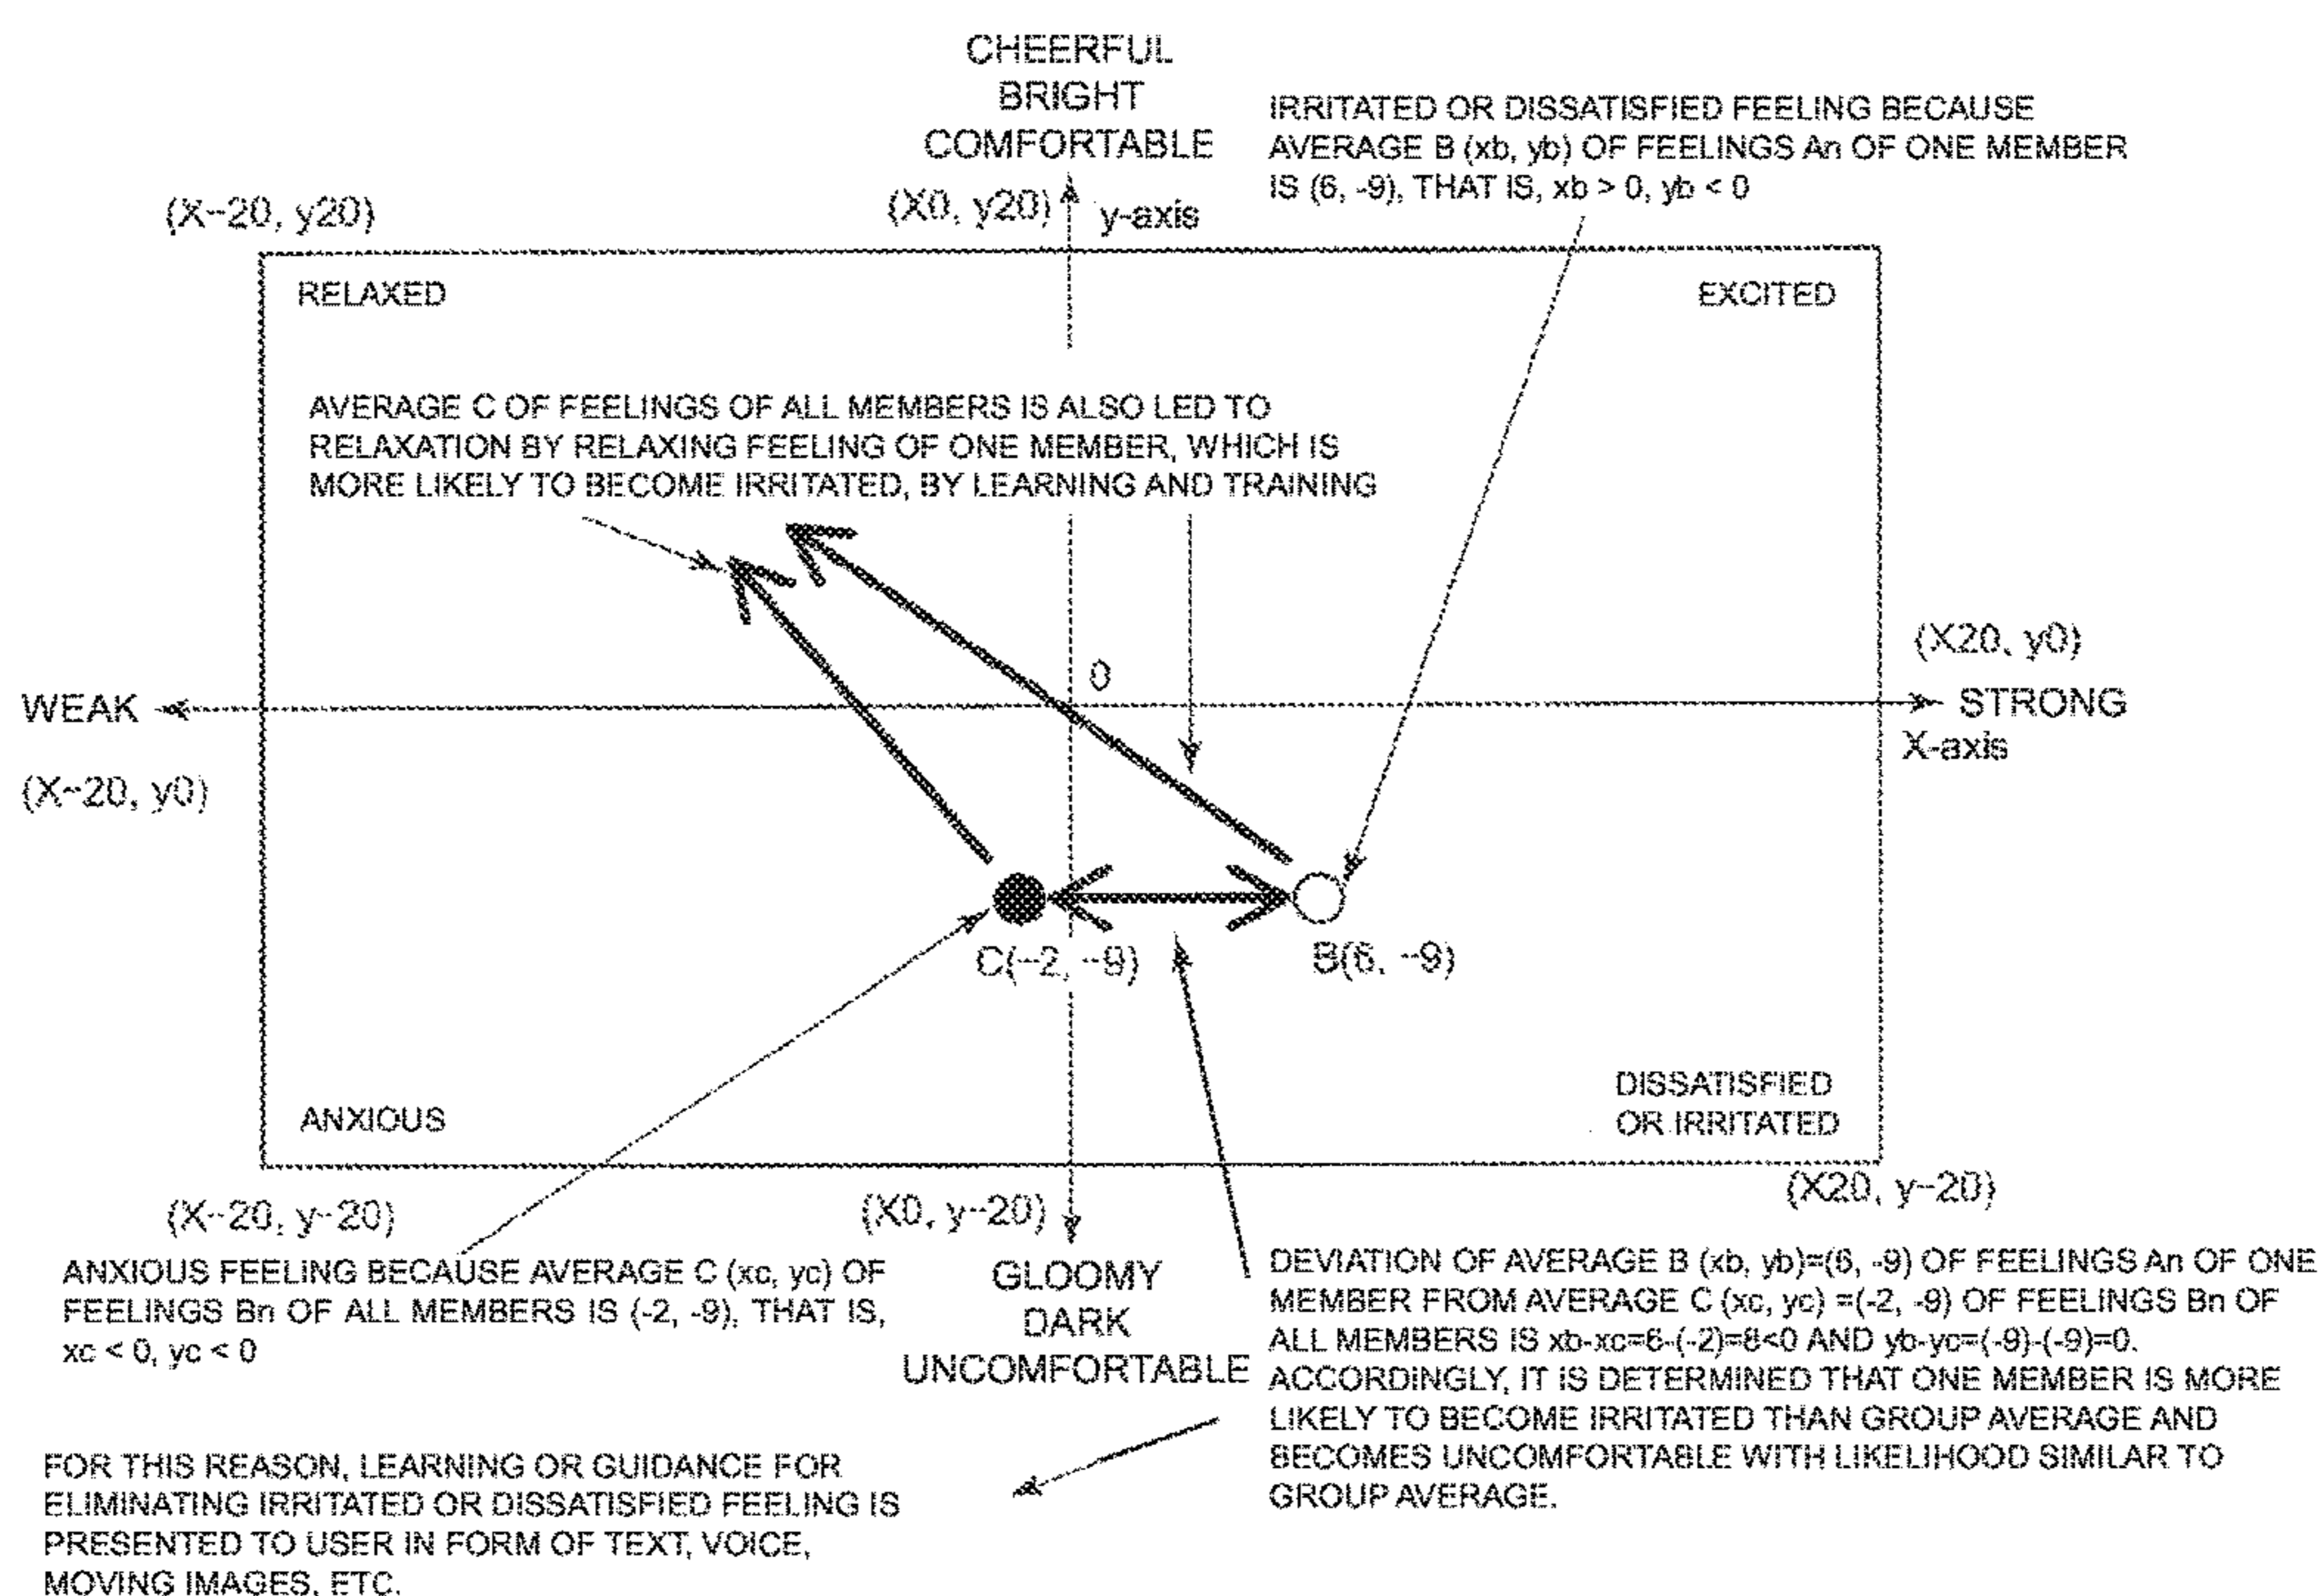 CHEERFUL
BRIGHT
COMFORTABLE
IRRITATED OR DISSATISFIED FEELING BECAUSE
AVERAGE B (xb, yb) OF FEELINGS An OF ONE MEMBER
IS (6, -9), THAT IS, xb > 0, yb < 0
(X-20, y20)
(X0, y20)
y-axis
RELAXED
EXCITED
AVERAGE C OF FEELINGS OF ALL MEMBERS IS ALSO LED TO
RELAXATION BY RELAXING FEELING OF ONE MEMBER, WHICH IS
MORE LIKELY TO BECOME IRRITATED, BY LEARNING AND TRAINING
(X20, y0)
0
WEAK
STRONG
X-axis
(X-20, y0)
C(-2, -9)
B(6, -9)
ANXIOUS
DISSATISFIED
OR IRRITATED
(X-20, y-20)
(X0, y-20)
(X20, y-20)
ANXIOUS FEELING BECAUSE AVERAGE C (xc, yc) OF
FEELINGS Bn OF ALL MEMBERS IS (-2, -9), THAT IS,
xc < 0, yc < 0
GLOOMY
DARK
UNCOMFORTABLE
DEVIATION OF AVERAGE B (xb, yb)=(6, -9) OF FEELINGS An OF ONE
MEMBER FROM AVERAGE C (xc, yc) =(-2, -9) OF FEELINGS Bn OF
ALL MEMBERS IS xb-xc=6-(-2)=8<0 AND yb-yc=(-9)-(-9)=0.
ACCORDINGLY, IT IS DETERMINED THAT ONE MEMBER IS MORE
LIKELY TO BECOME IRRITATED THAN GROUP AVERAGE AND
BECOMES UNCOMFORTABLE WITH LIKELIHOOD SIMILAR TO
GROUP AVERAGE.
FOR THIS REASON, LEARNING OR GUIDANCE FOR
ELIMINATING IRRITATED OR DISSATISFIED FEELING IS
PRESENTED TO USER IN FORM OF TEXT, VOICE,
MOVING IMAGES, ETC.